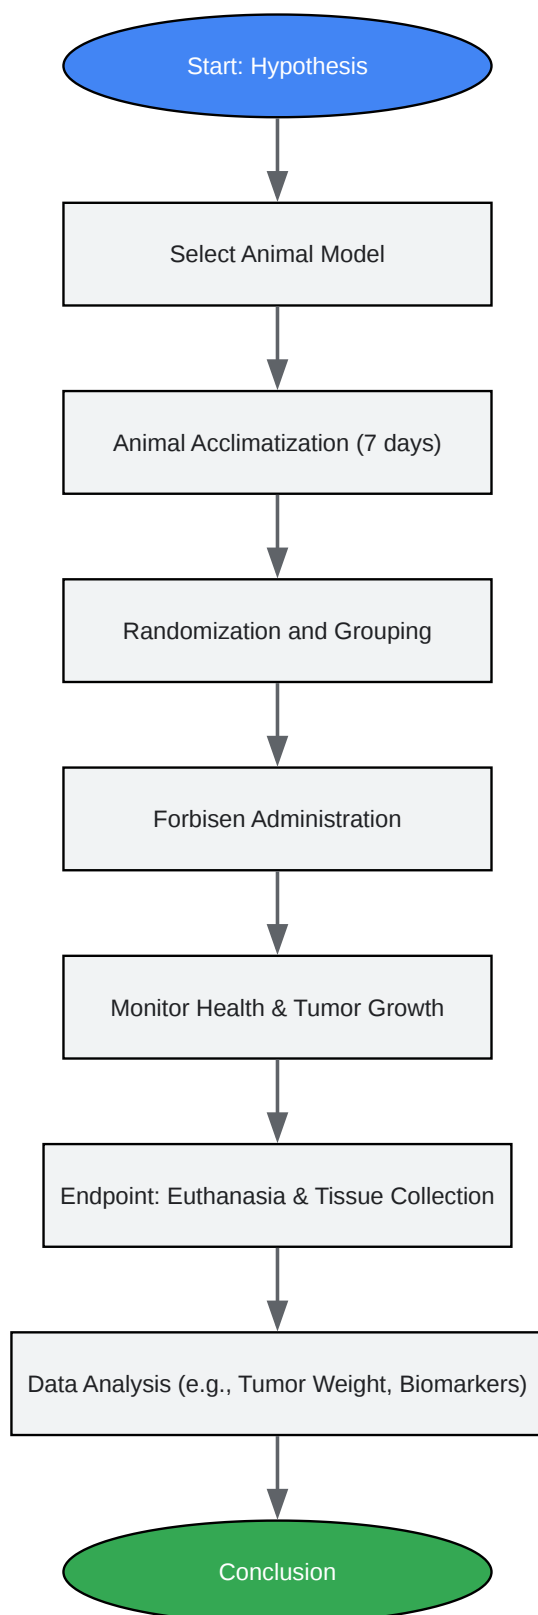 Start: Hypothesis
Select Animal Model
Animal Acclimatization (7 days)
Randomization and Grouping
Forbisen Administration
Monitor Health & Tumor Growth
Endpoint: Euthanasia & Tissue Collection
Data Analysis (e.g., Tumor Weight, Biomarkers)
Conclusion